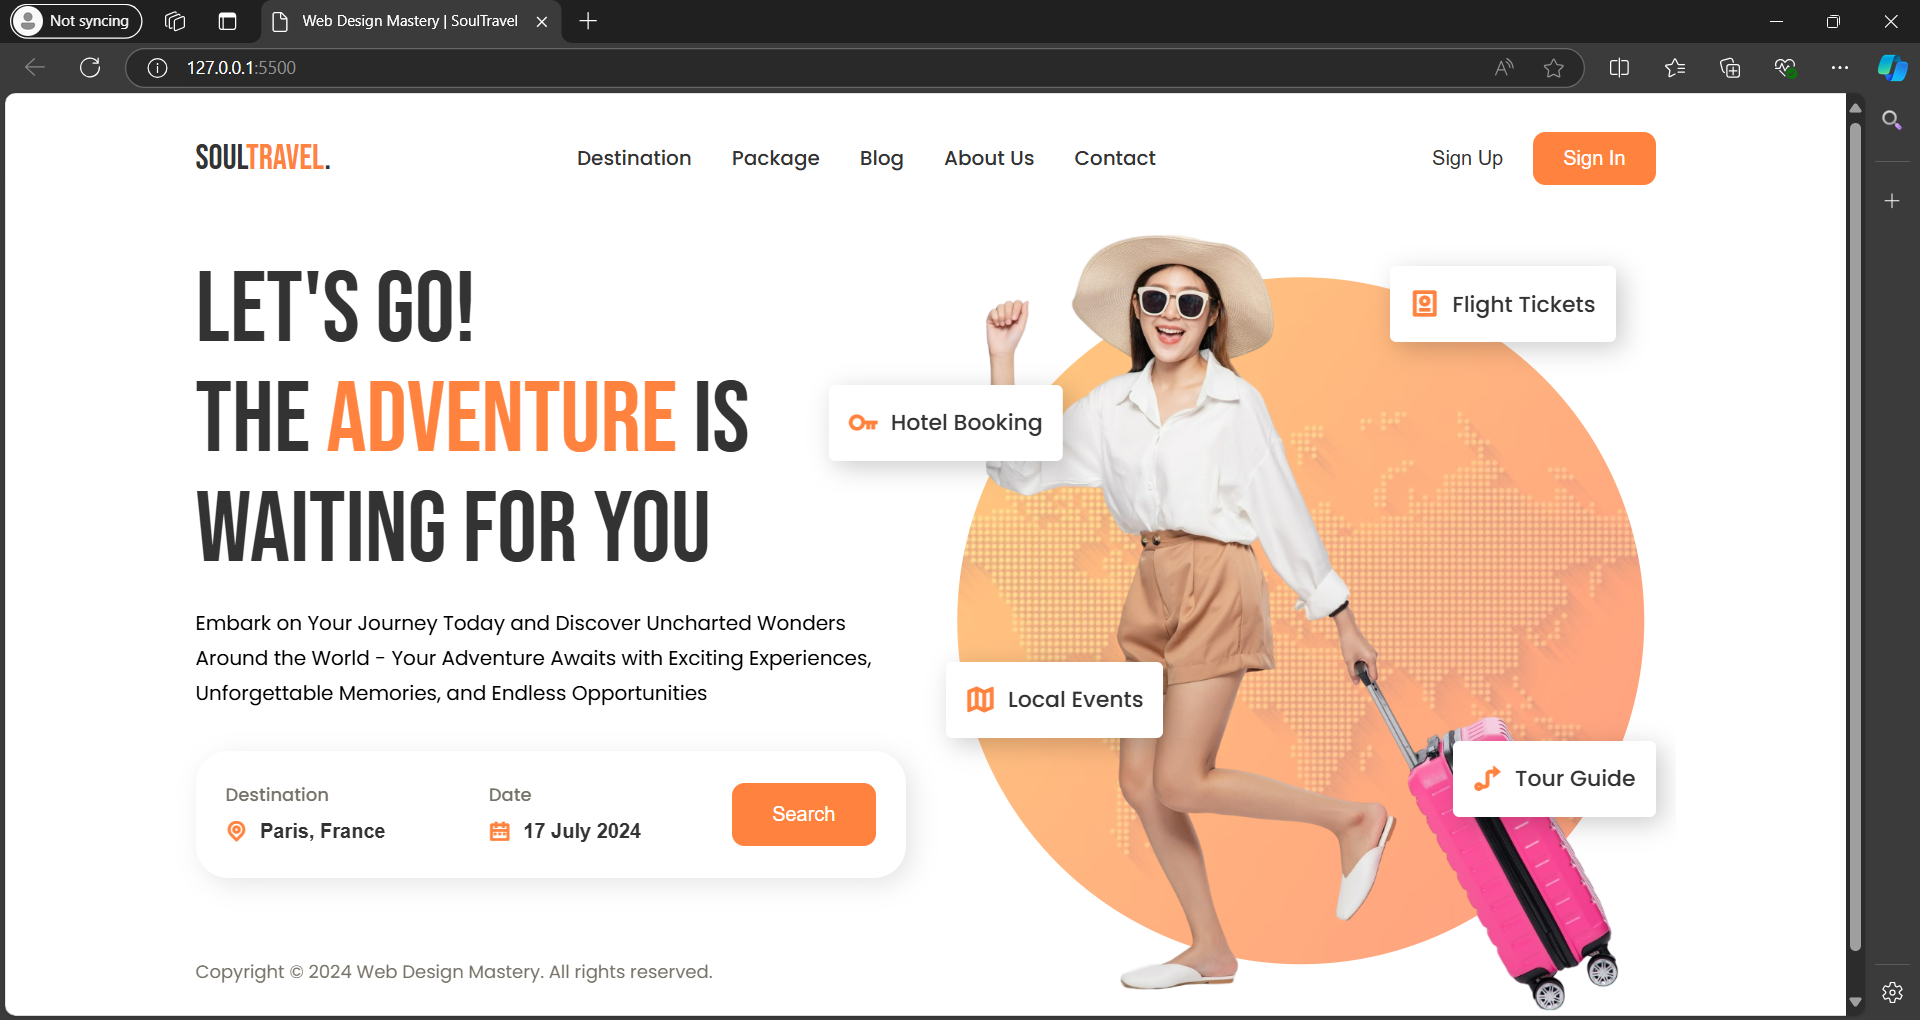 Not syncing
Web Design Mastery | SoulTravel
127.0.0.1:5500
SOULTRAVEL.
Destination
Package
Blog
About Us
Contact
Sign Up
Sign In
LET'S GO!
THE ADVENTURE IS
WAITING FOR YOU
Flight Tickets
Hotel Booking
Local Events
Tour Guide
Embark on Your Journey Today and Discover Uncharted Wonders
Around the World - Your Adventure Awaits with Exciting Experiences,
Unforgettable Memories, and Endless Opportunities
Destination
Paris, France
Date
17 July 2024
Search
Copyright © 2024 Web Design Mastery. All rights reserved.